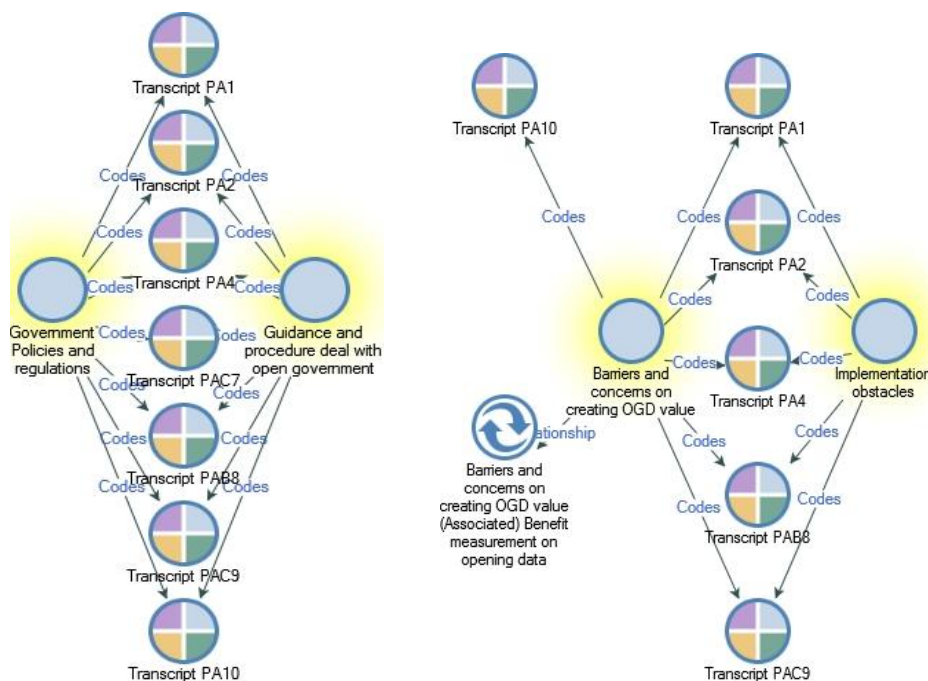 Transcript PA1
Codes
Codes
Transcript PA2
Codes
Codes
Transcript PA4
Codes
Codes
Government
Policies and
regulations
Guidance and
procedure deal with
open government
Codes
Codes
Transcript PAC7
Codes
Codes
Transcript PAB8
Codes
Codes
Transcript PAC9
Codes
Codes
Transcript PA10
Transcript PA10
Transcript PA1
Codes
Codes
Codes
Transcript PA2
Codes
Codes
Barriers and
concerns on
creating OGD value
Implementation
obstacles
Codes
Codes
Transcript PA4
ationship
Barriers and
concerns on
creating OGD value
(Associated) Benefit
measurement on
opening data
Codes
Codes
Transcript PAB8
Codes
Codes
Transcript PAC9